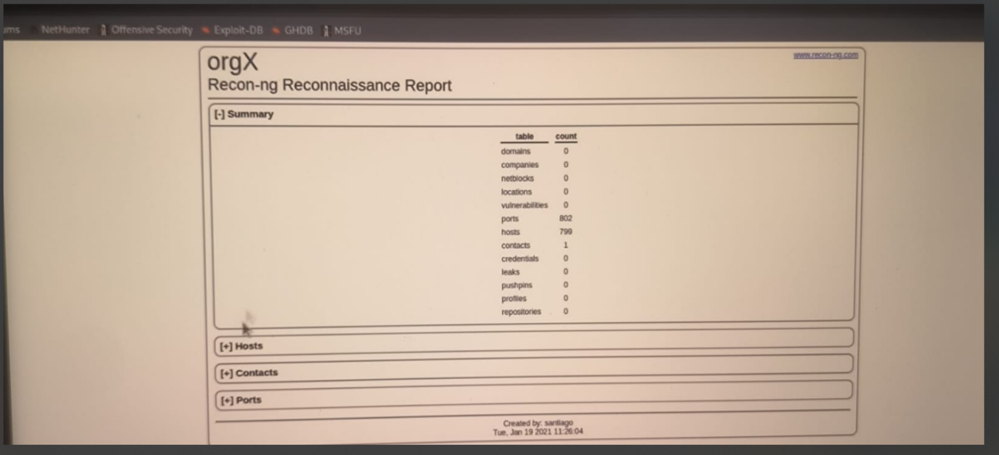 NetHunter Offensive Security Exploit-DB GHDB MSFU
orgX
www.recon-ng.com
Recon-ng Reconnaissance Report
[-] Summary
table count
domains 0
companies 0
netblocks 0
locations 0
vulnerabilities 0
ports 802
hosts 799
contacts 1
credentials 0
leaks 0
pushpins 0
profiles 0
repositories 0
[+] Hosts
[+] Contacts
[+] Ports
Created by: santiago
Tue, Jan 19 2021 11:26:04